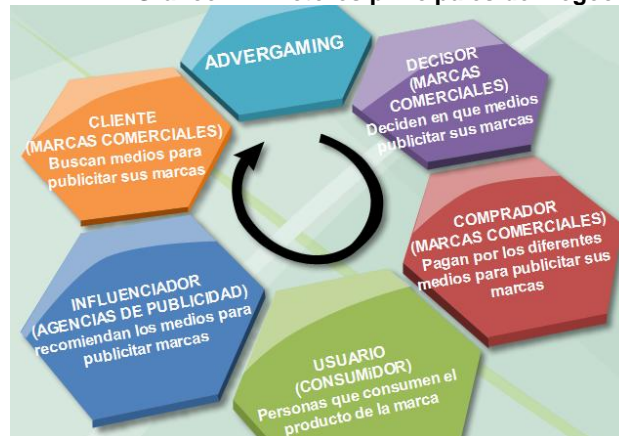 ADVERGAMING
DECISOR
(MARCAS
COMERCIALES)
Deciden en que medios
publicitar sus marcas
COMPRADOR
(MARCAS COMERCIALES)
Pagan por los diferentes
medios para publicitar sus
marcas
USUARIO
(CONSUMiDOR)
Personas que consumen el
producto de la marca
INFLUENCIADOR
(AGENCIAS DE PUBLICIDAD)
recomiendan los medios para
publicitar marcas
CLIENTE
(MARCAS COMERCIALES)
Buscan medios para
publicitar sus marcas